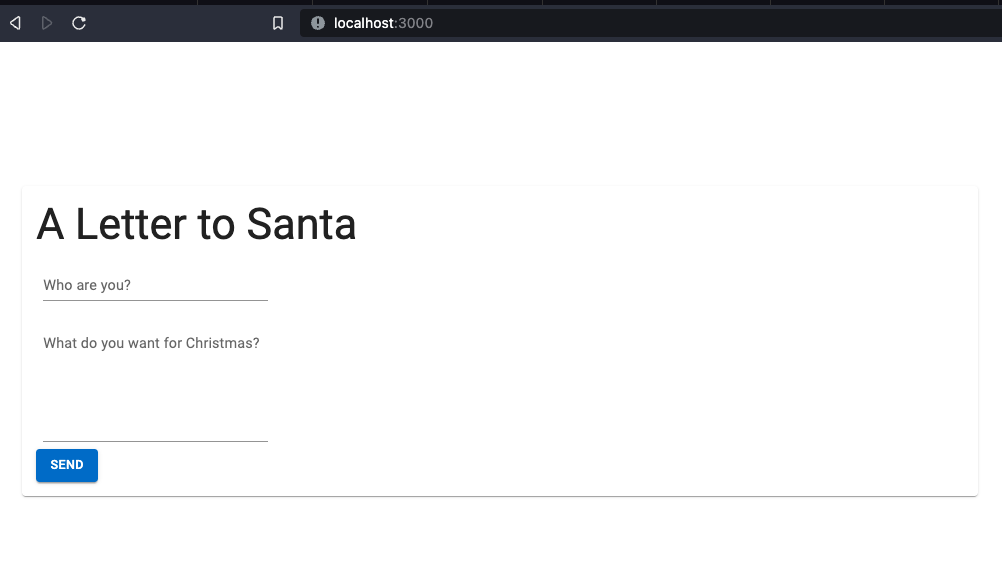 localhost:3000
A Letter to Santa
Who are you?
What do you want for Christmas?
SEND